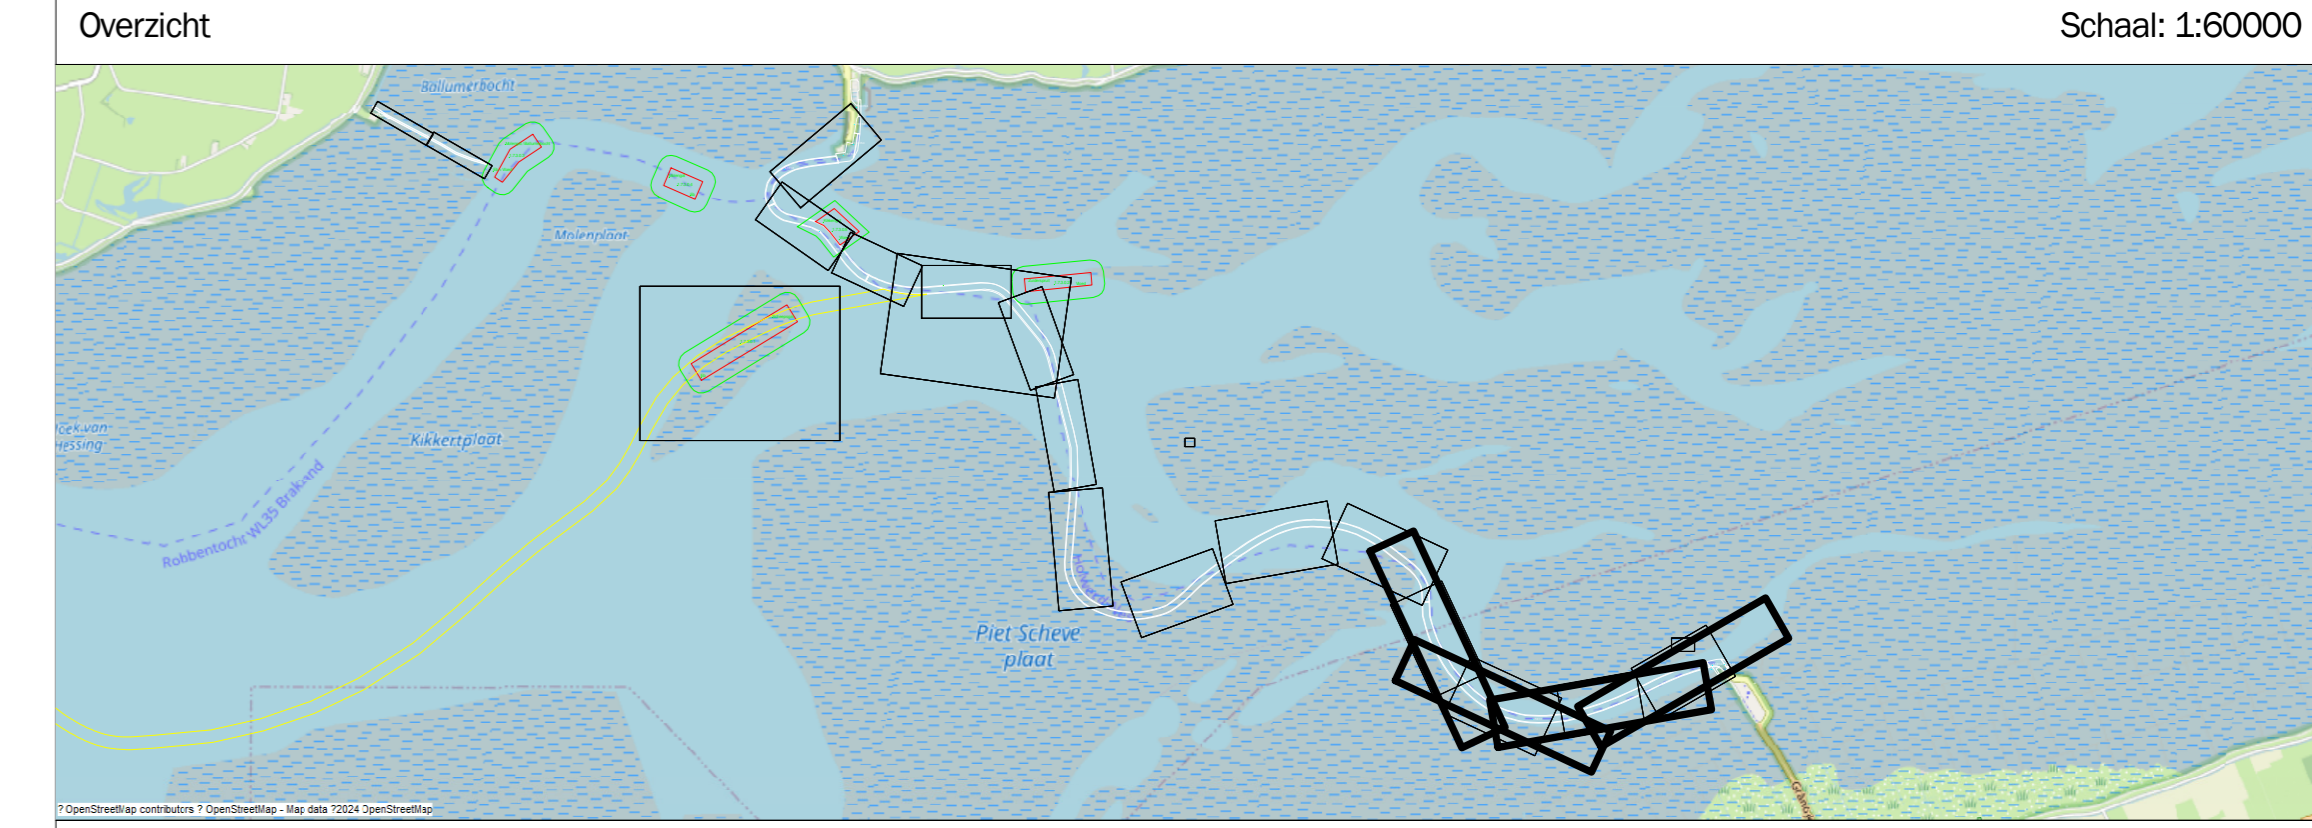 Overzicht
Schaal: 1:60000
Ballumerbocht
Molenplaat
Kikkertplaat
Robbentocht WL35 Brakzand
Piet Scheve
plaat
? OpenStreetMap contributors ? OpenStreetMap - Map data ?2024 OpenStreetMap